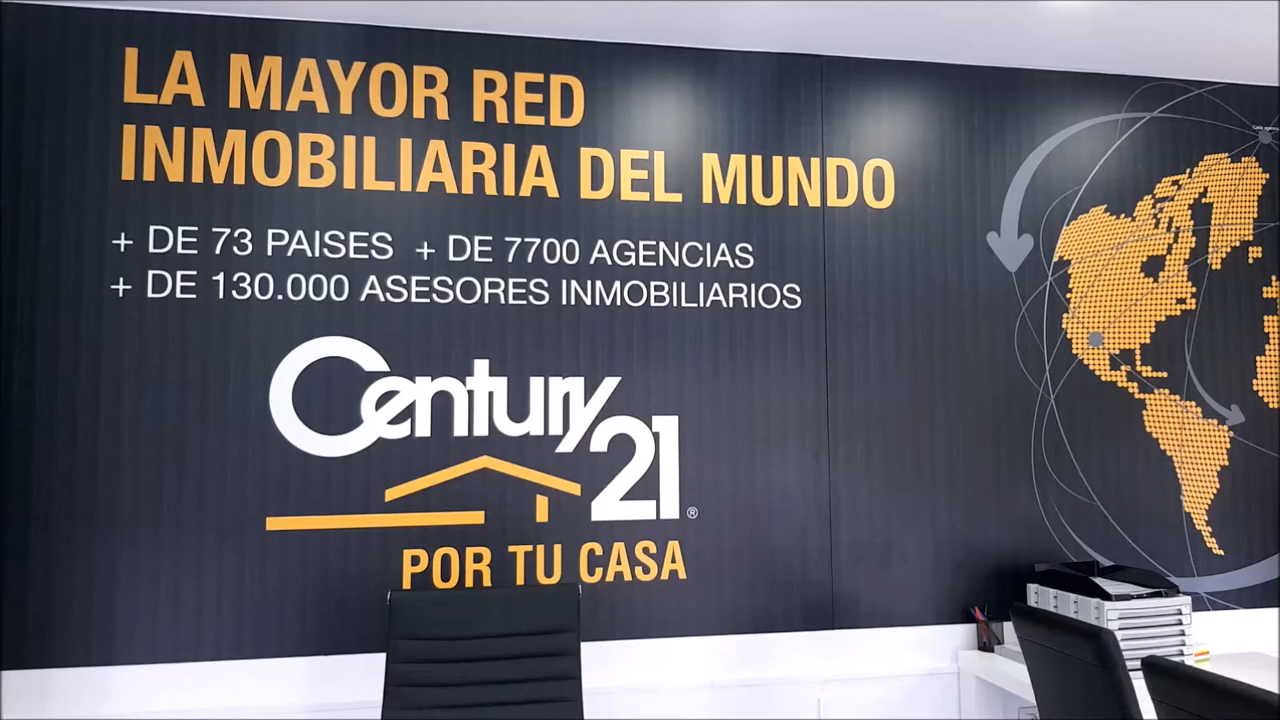 LA MAYOR RED
INMOBILIARIA DEL MUNDO
+ DE 73 PAISES + DE 7700 AGENCIAS
+ DE 130.000 ASESORES INMOBILIARIOS
Century
21®
POR TU CASA